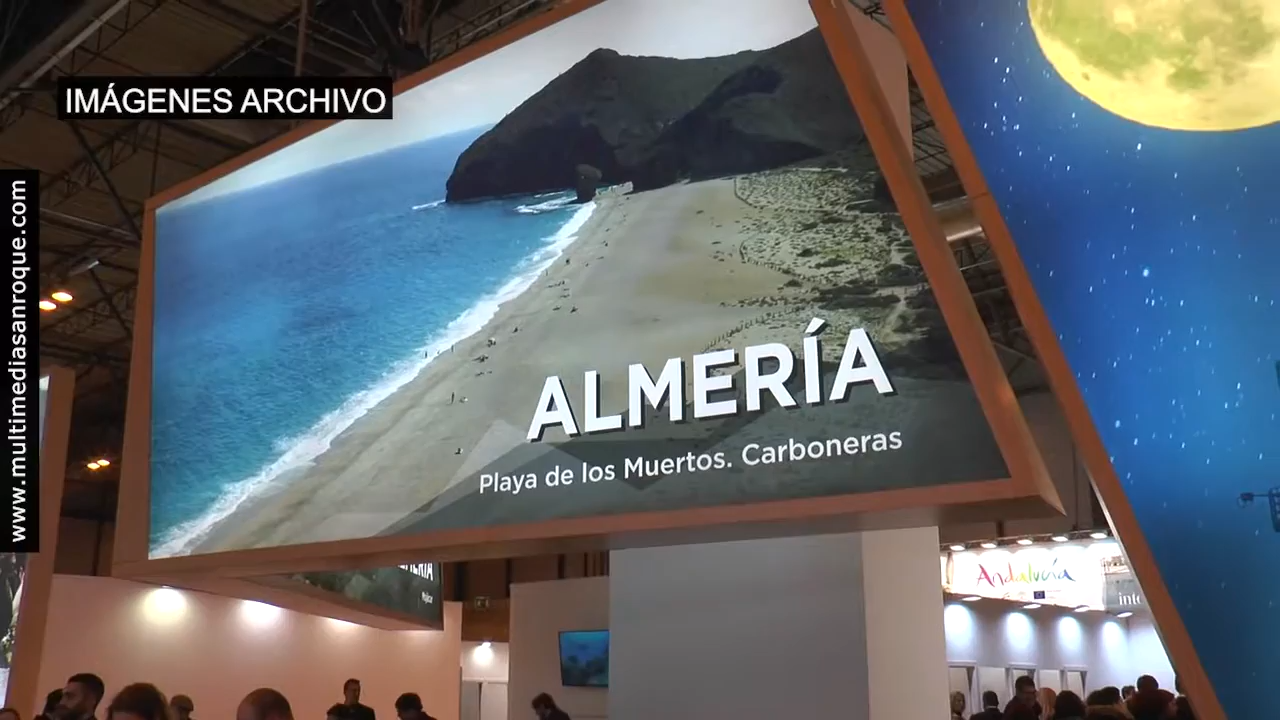 IMÁGENES ARCHIVO
www.multimediasanroque.com
ALMERÍA
Playa de los Muertos. Carboneras
Andalucía